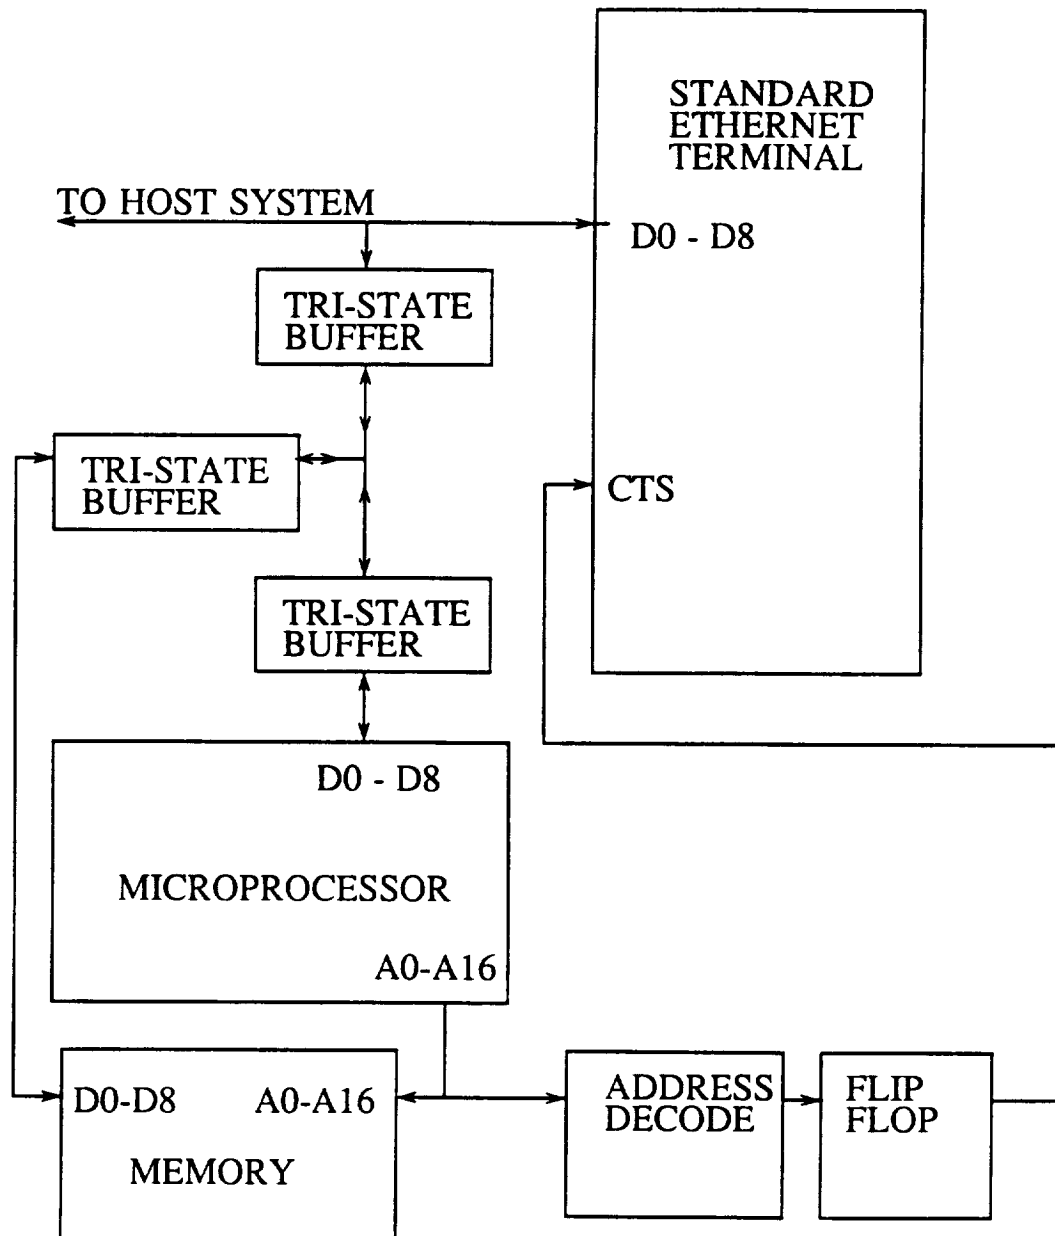 STANDARD
ETHERNET
TERMINAL
TO HOST SYSTEM
D0 - D8
TRI-STATE
BUFFER
TRI-STATE
BUFFER
CTS
TRI-STATE
BUFFER
D0 - D8
MICROPROCESSOR
A0-A16
D0-D8 A0-A16
MEMORY
ADDRESS
DECODE
FLIP
FLOP